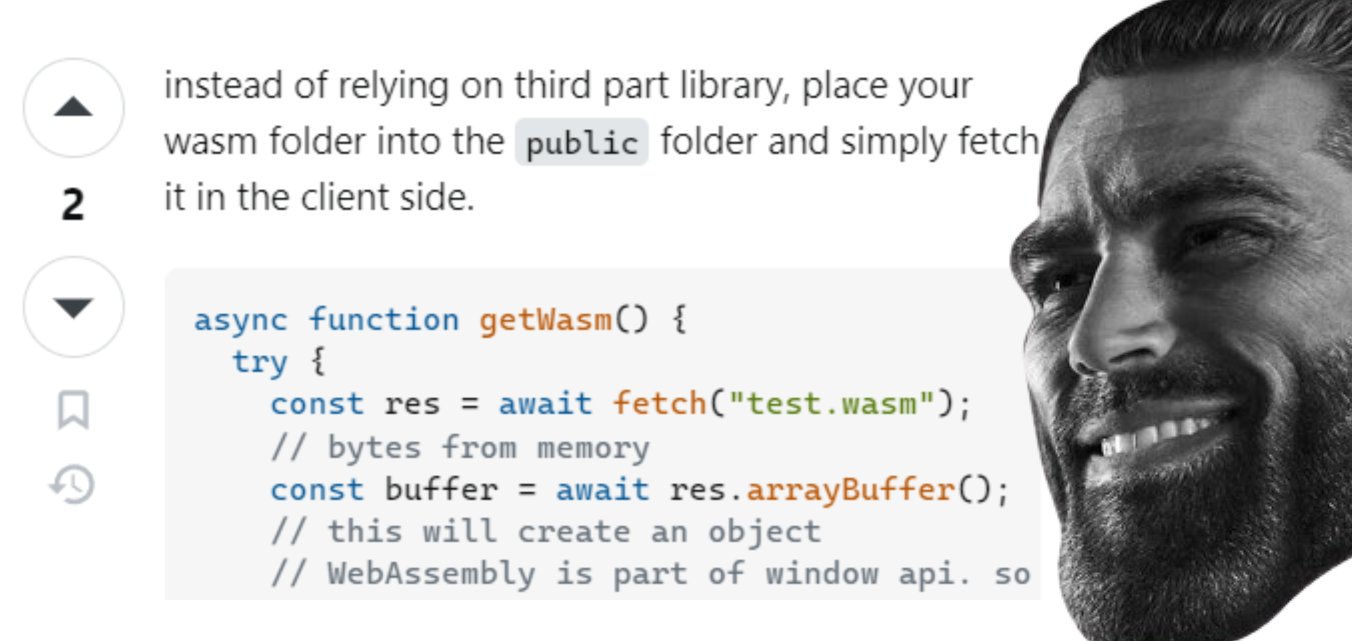 instead of relying on third part library, place your
wasm folder into the public folder and simply fetch
it in the client side.
2
async function getWasm() {
try {
const res = await fetch("test.wasm");
// bytes from memory
const buffer = await res.arrayBuffer();
// this will create an object
// WebAssembly is part of window api. so